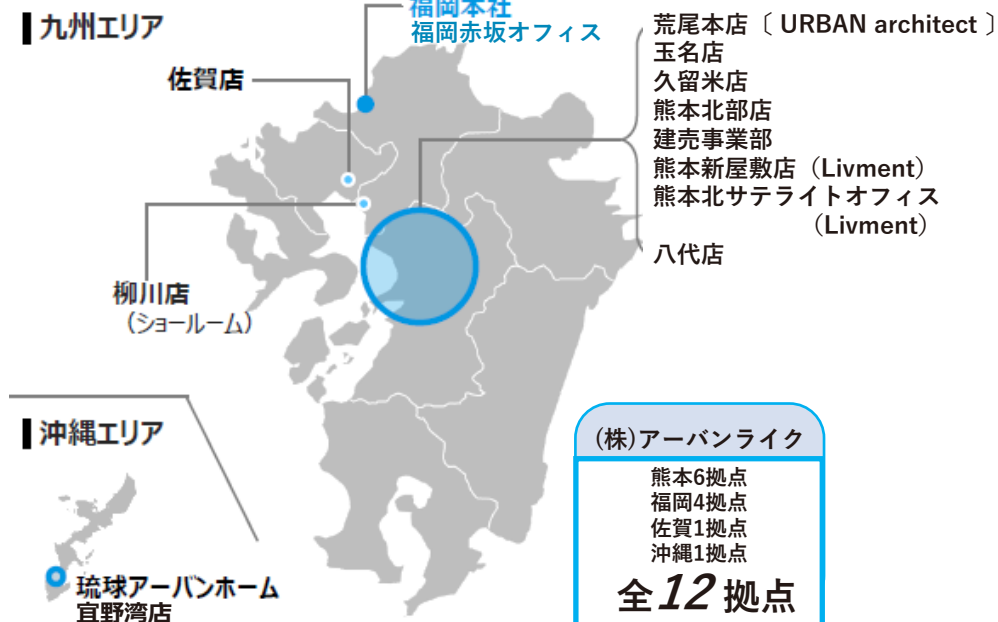 九州エリア
福岡本社
福岡赤坂オフィス
佐賀店
柳川店
（ショールーム）
荒尾本店〔 URBAN architect 〕
玉名店
久留米店
熊本北部店
建売事業部
熊本新屋敷店（Livment）
熊本北サテライトオフィス
（Livment）
八代店
沖縄エリア
琉球アーバンホーム
宜野湾店
(株)アーバンライク
熊本6拠点
福岡4拠点
佐賀1拠点
沖縄1拠点
全12拠点